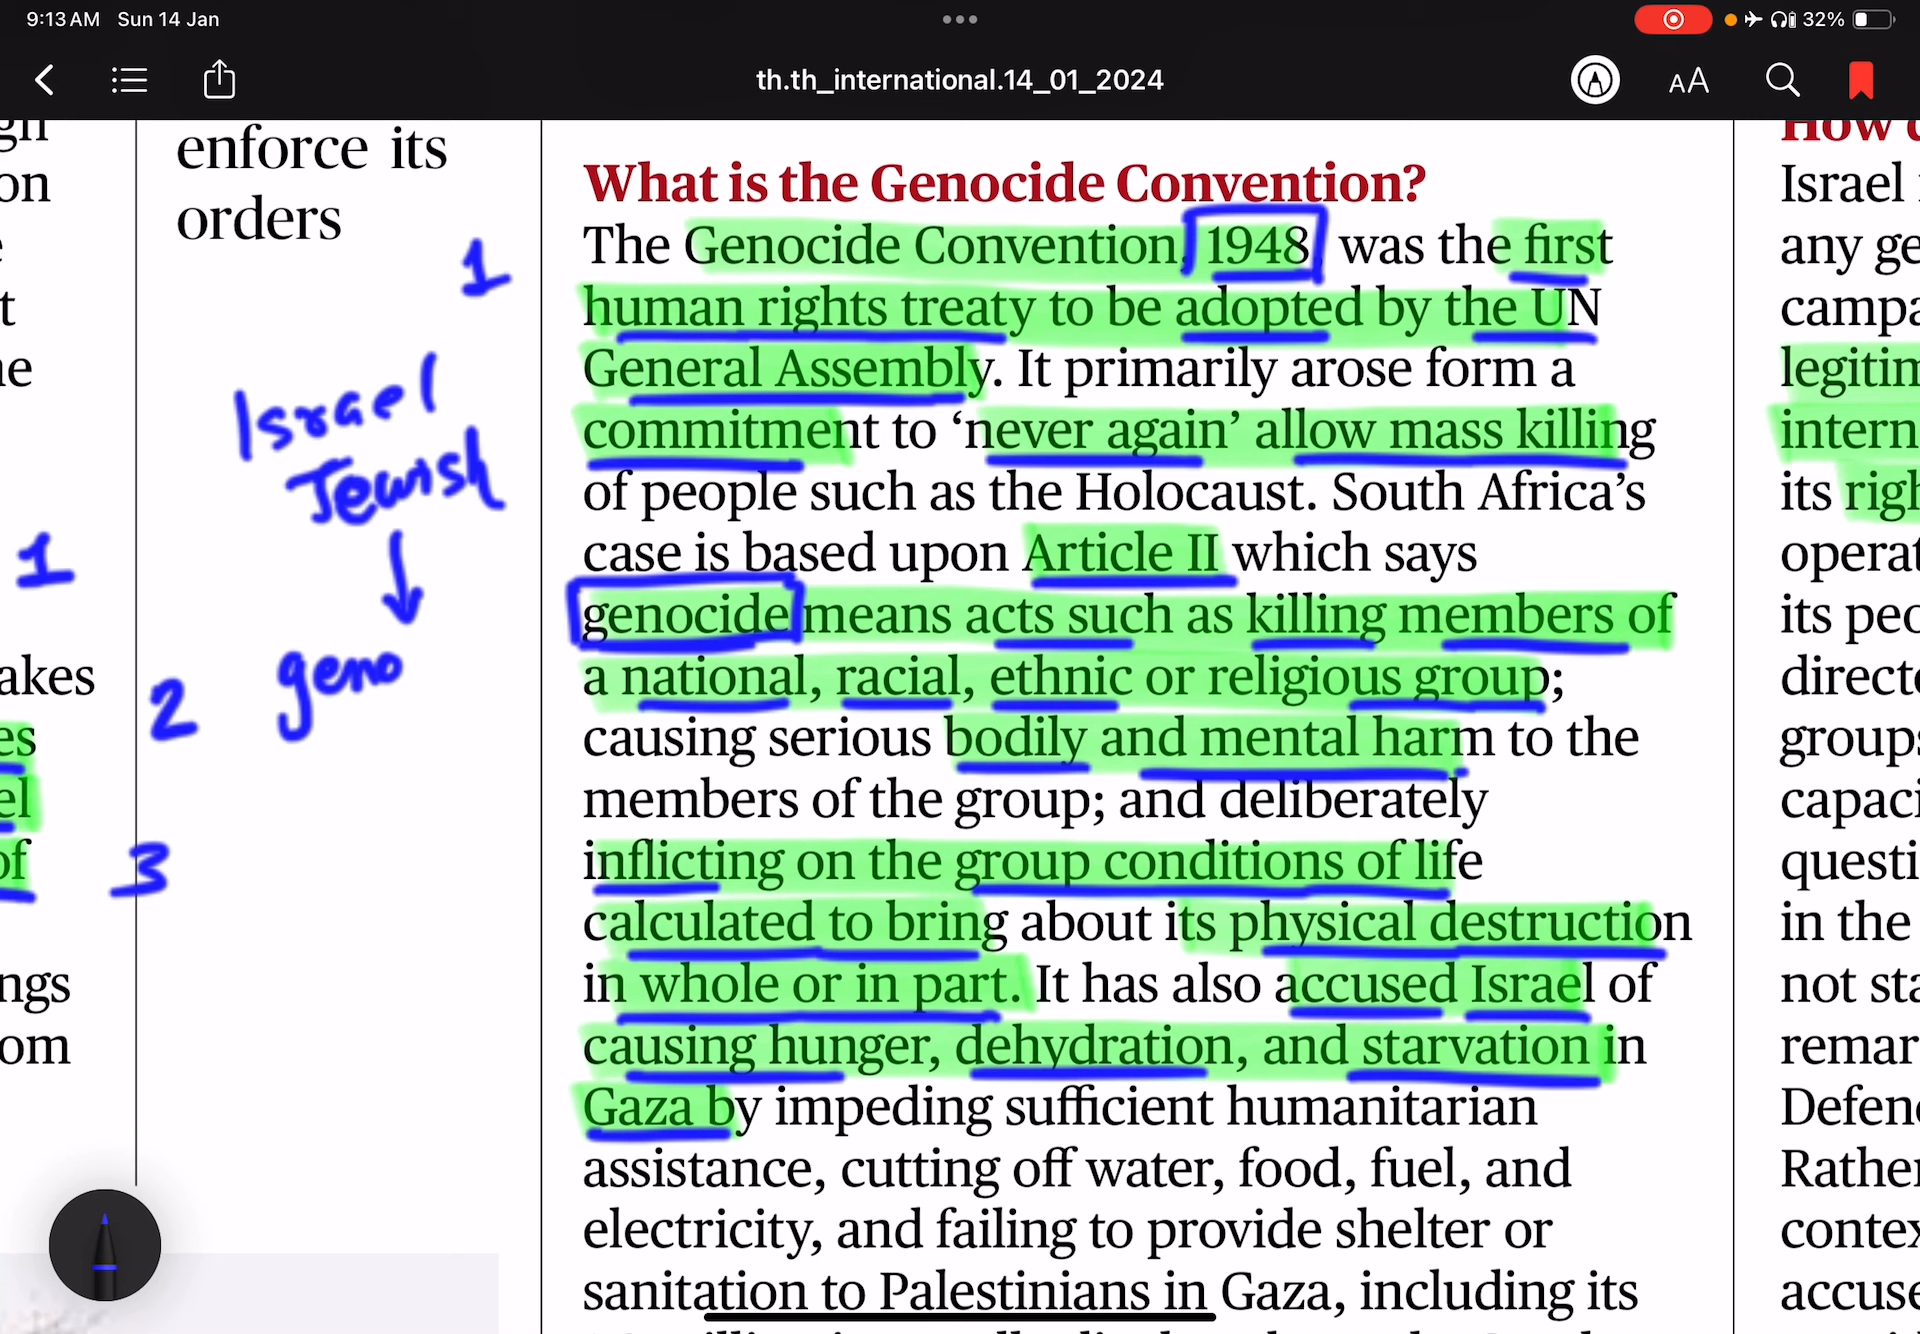 9:13 AM Sun 14 Jan
32%
th.th_international.14_01_2024
AA
gh
on
t
akes
es
el
of
ngs
om
enforce its
orders
1
Israel
Jewish
1
2 geno
3
What is the Genocide Convention?
The Genocide Convention, 1948, was the first
human rights treaty to be adopted by the UN
General Assembly. It primarily arose form a
commitment to ‘never again’ allow mass killing
of people such as the Holocaust. South Africa’s
case is based upon Article II which says
genocide means acts such as killing members of
a national, racial, ethnic or religious group;
causing serious bodily and mental harm to the
members of the group; and deliberately
inflicting on the group conditions of life
calculated to bring about its physical destruction
in whole or in part. It has also accused Israel of
causing hunger, dehydration, and starvation in
Gaza by impeding sufficient humanitarian
assistance, cutting off water, food, fuel, and
electricity, and failing to provide shelter or
sanitation to Palestinians in Gaza, including its
How
Israel
any ge
campa
legitim
intern
its righ
operat
its peo
directe
groups
capaci
questi
in the
not sta
remar
Defen
Rather
contex
accuse